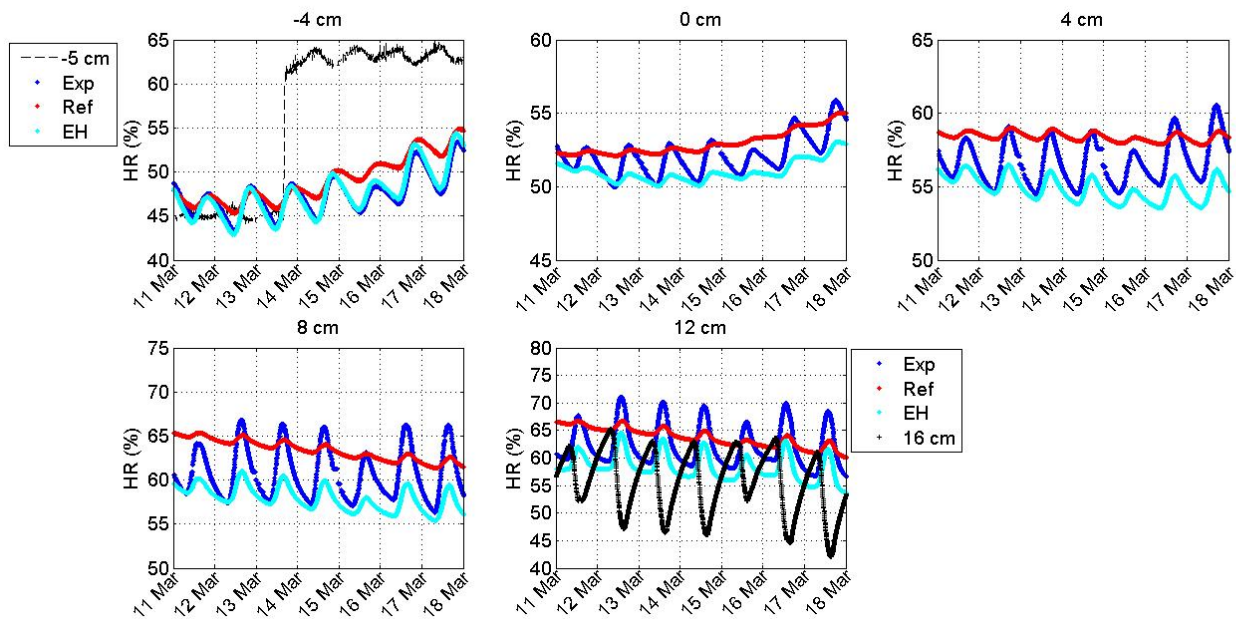 -4 cm
0 cm
4 cm
-5 cm
Exp
Ref
EH
HR (%)
65
60
55
50
45
40
11 Mar
12 Mar
13 Mar
14 Mar
15 Mar
16 Mar
17 Mar
18 Mar
HR (%)
60
55
50
45
11 Mar
12 Mar
13 Mar
14 Mar
15 Mar
16 Mar
17 Mar
18 Mar
HR (%)
65
60
55
50
11 Mar
12 Mar
13 Mar
14 Mar
15 Mar
16 Mar
17 Mar
18 Mar
8 cm
HR (%)
75
70
65
60
55
50
11 Mar
12 Mar
13 Mar
14 Mar
15 Mar
16 Mar
17 Mar
18 Mar
12 cm
HR (%)
80
75
70
65
60
55
50
45
40
11 Mar
12 Mar
13 Mar
14 Mar
15 Mar
16 Mar
17 Mar
18 Mar
Exp
Ref
EH
16 cm